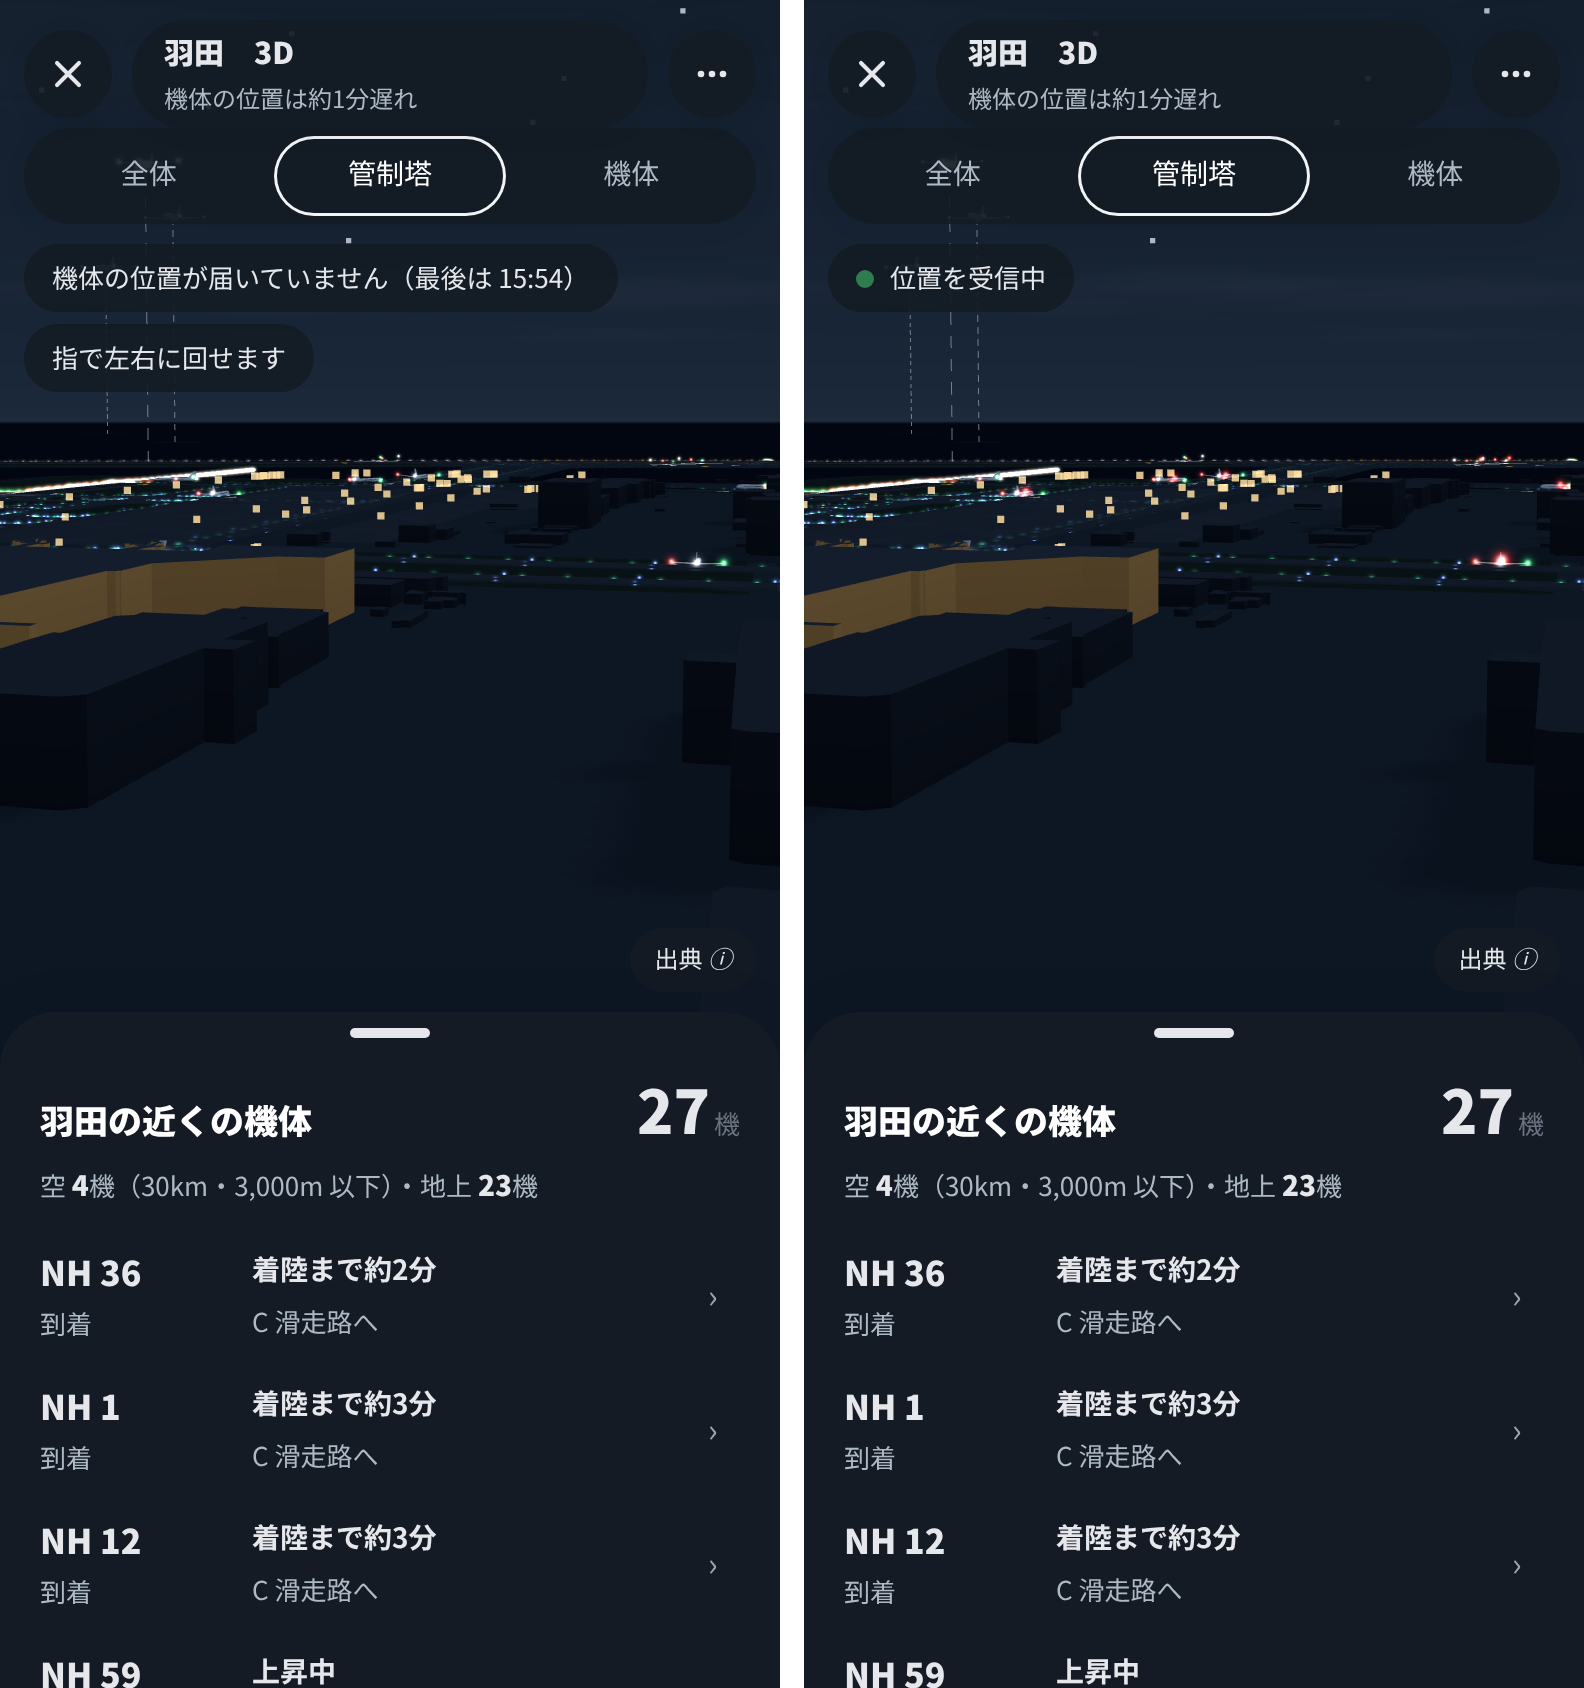 羽田　3D
機体の位置は約1分遅れ
全体
管制塔
機体
機体の位置が届いていません（最後は 15:54）
指で左右に回せます
出典 ⓘ
羽田の近くの機体
27機
空 4機（30km・3,000m 以下）・地上 23機
NH 36
着陸まで約2分
到着
C 滑走路へ
NH 1
着陸まで約3分
到着
C 滑走路へ
NH 12
着陸まで約3分
到着
C 滑走路へ
NH 59
上昇中
羽田　3D
機体の位置は約1分遅れ
全体
管制塔
機体
位置を受信中
出典 ⓘ
羽田の近くの機体
27機
空 4機（30km・3,000m 以下）・地上 23機
NH 36
着陸まで約2分
到着
C 滑走路へ
NH 1
着陸まで約3分
到着
C 滑走路へ
NH 12
着陸まで約3分
到着
C 滑走路へ
NH 59
上昇中